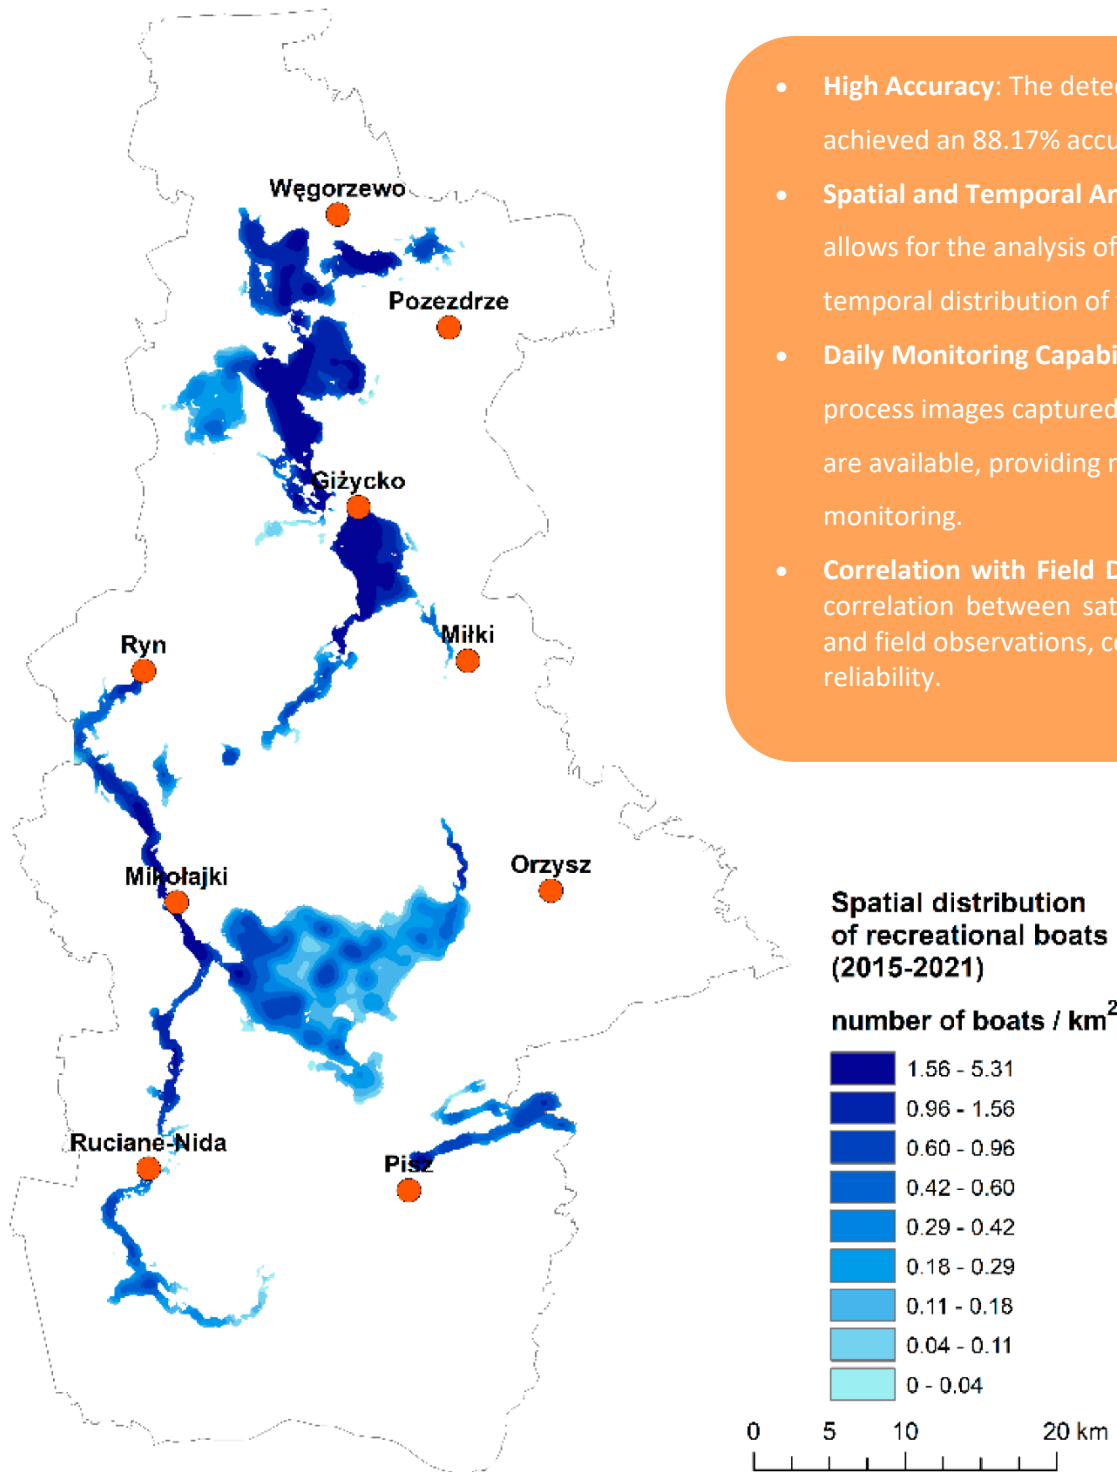 Węgorzewo
Pozezdrze
Giżycko
Ryn
Miłki
Mikołajki
Orzysz
Ruciane-Nida
Pisz
• High Accuracy: The
achieved an 88.17%
• Spatial and Temporal
allows for the analysis of
temporal distribution of
• Daily Monitoring
process images captured
are available, providing
monitoring.
• Correlation with Field
correlation between
and field observations,
reliability.
Spatial distribution
of recreational boats
(2015-2021)
number of boats / km²
1.56 - 5.31
0.96 - 1.56
0.60 - 0.96
0.42 - 0.60
0.29 - 0.42
0.18 - 0.29
0.11 - 0.18
0.04 - 0.11
0 - 0.04
0 5 10 20 km